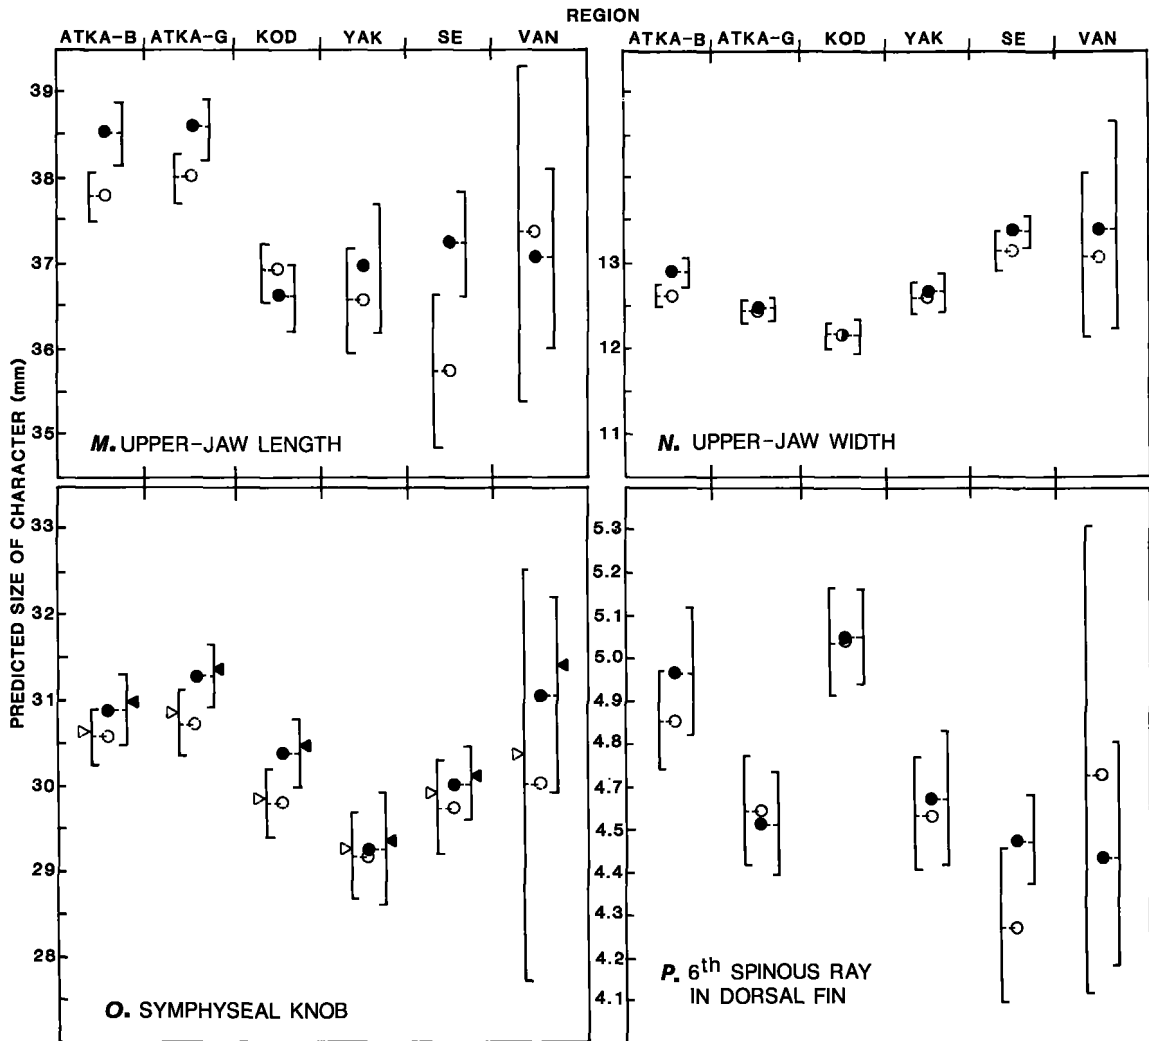 REGION
ATKA-B ATKA-G KOD YAK SE VAN
ATKA-B ATKA-G KOD YAK SE VAN
PREDICTED SIZE OF CHARACTER (mm)
39
38
37
36
35
M. UPPER-JAW LENGTH
13
12
11
N. UPPER-JAW WIDTH
33
32
31
30
29
28
O. SYMPHYSEAL KNOB
5.3
5.2
5.1
5.0
4.9
4.8
4.7
4.5
4.4
4.3
4.2
4.1
P. 6th SPINOUS RAY
IN DORSAL FIN